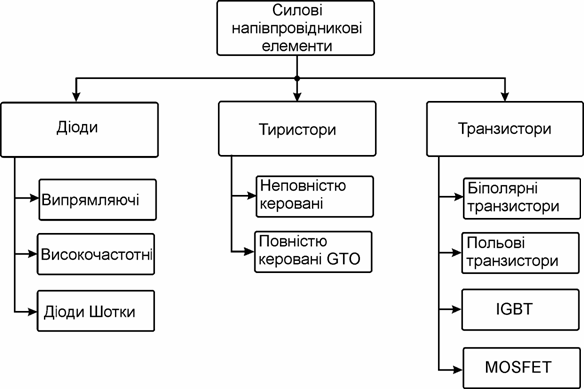 Силові
напівпровідникові
елементи
Діоди
Тиристори
Транзистори
Випрямляючі
Високочастотні
Діоди Шотки
Неповністю
керовані
Повністю
керовані GTO
Біполярні
транзистори
Польові
транзистори
IGBT
MOSFET